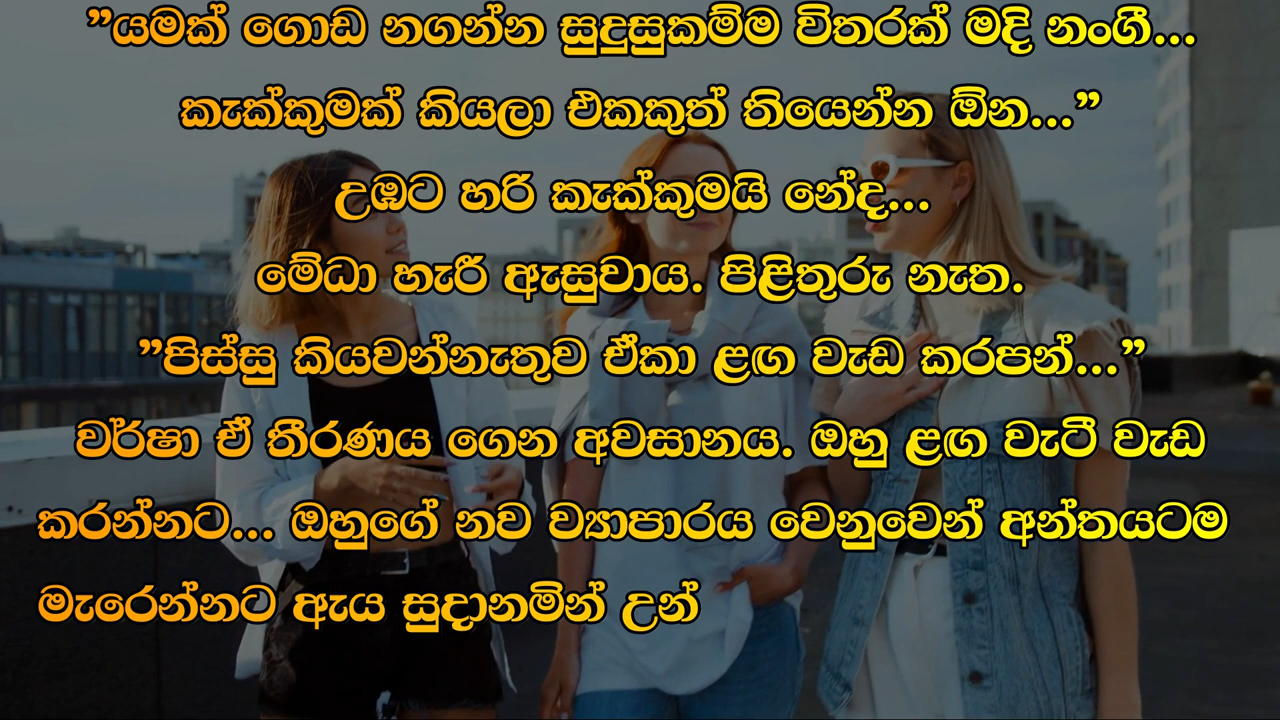 ”යමක් ගොඩ නගන්න සුදුසුකම්ම විතරක් මදි නංගී...
කැක්කුමක් කියලා එකකුත් තියෙන්න ඕන...”
උඹට හරි කැක්කුමයි නේද...
මේධා හැරී ඇසුවාය. පිළිතුරු නැත.
”පිස්සු කියවන්නැතුව ඒකා ළඟ වැඩ කරපන්...”
වර්ෂා ඒ තීරණය ගෙන අවසානය. ඔහු ළඟ වැටී වැඩ
කරන්නට... ඔහුගේ නව ව්‍යාපාරය වෙනුවෙන් අන්තයටම
මැරෙන්නට ඇය සුදානමින් උන්